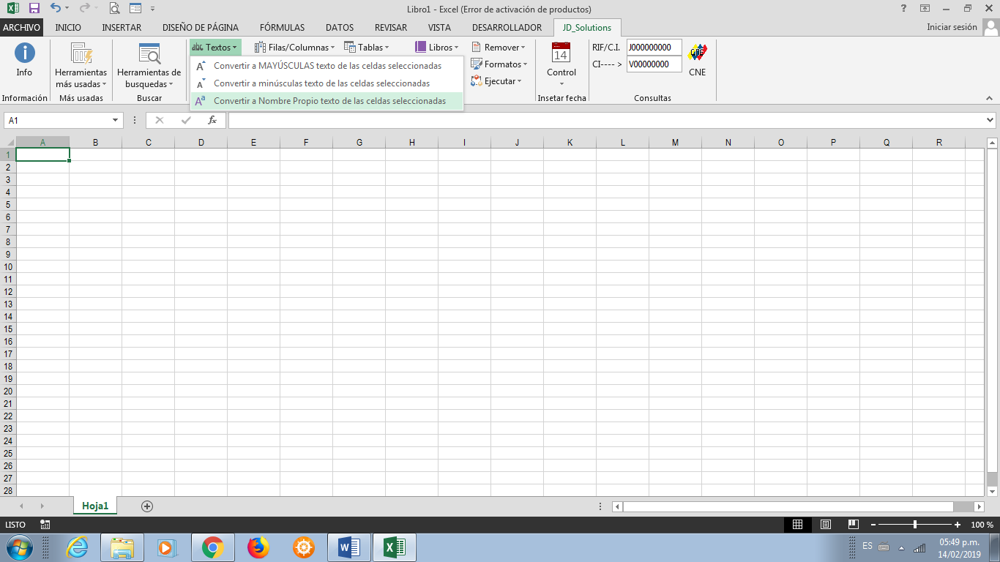 Libro1 - Excel (Error de activación de productos)
ARCHIVO INICIO INSERTAR DISEÑO DE PÁGINA FÓRMULAS DATOS REVISAR VISTA DESARROLLADOR JD_Solutions Iniciar sesión
Info
Información
Herramientas
más usadas
Más usadas
Herramientas de
busquedas
Buscar
abc Textos Filas/Columnas Tablas Libros
Convertir a MAYÚSCULAS texto de las celdas seleccionadas
Convertir a minúsculas texto de las celdas seleccionadas
Convertir a Nombre Propio texto de las celdas seleccionadas
Remover
Formatos
Ejecutar
14
Control
Insetar fecha
RIF/C.I. J000000000
CI---- > V00000000
CNE
Consultas
A1 fx
A B C D E F G H I J K L M N O P Q R
1
2
3
4
5
6
7
8
9
10
11
12
13
14
15
16
17
18
19
20
21
22
23
24
25
26
27
28
Hoja1
LISTO 100 %
ES 05:49 p.m.
14/02/2019